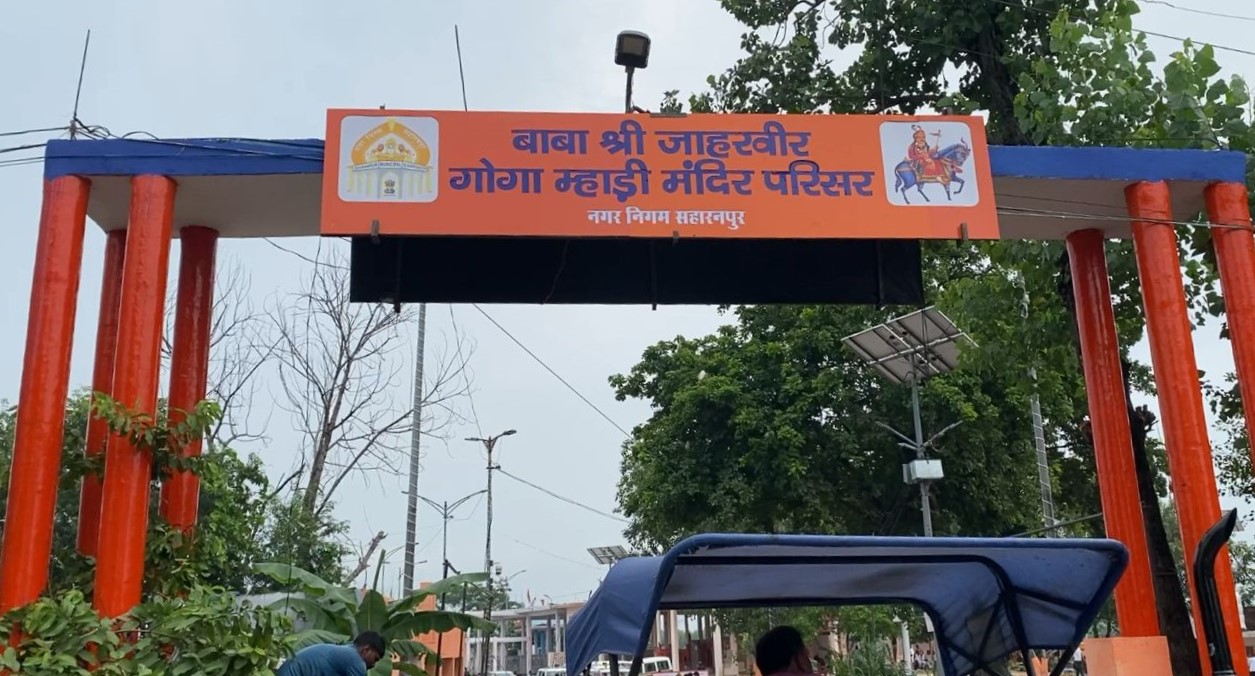 बाबा श्री जाहरवीर
गोगा म्हाड़ी मंदिर परिसर
नगर निगम सहारनपुर